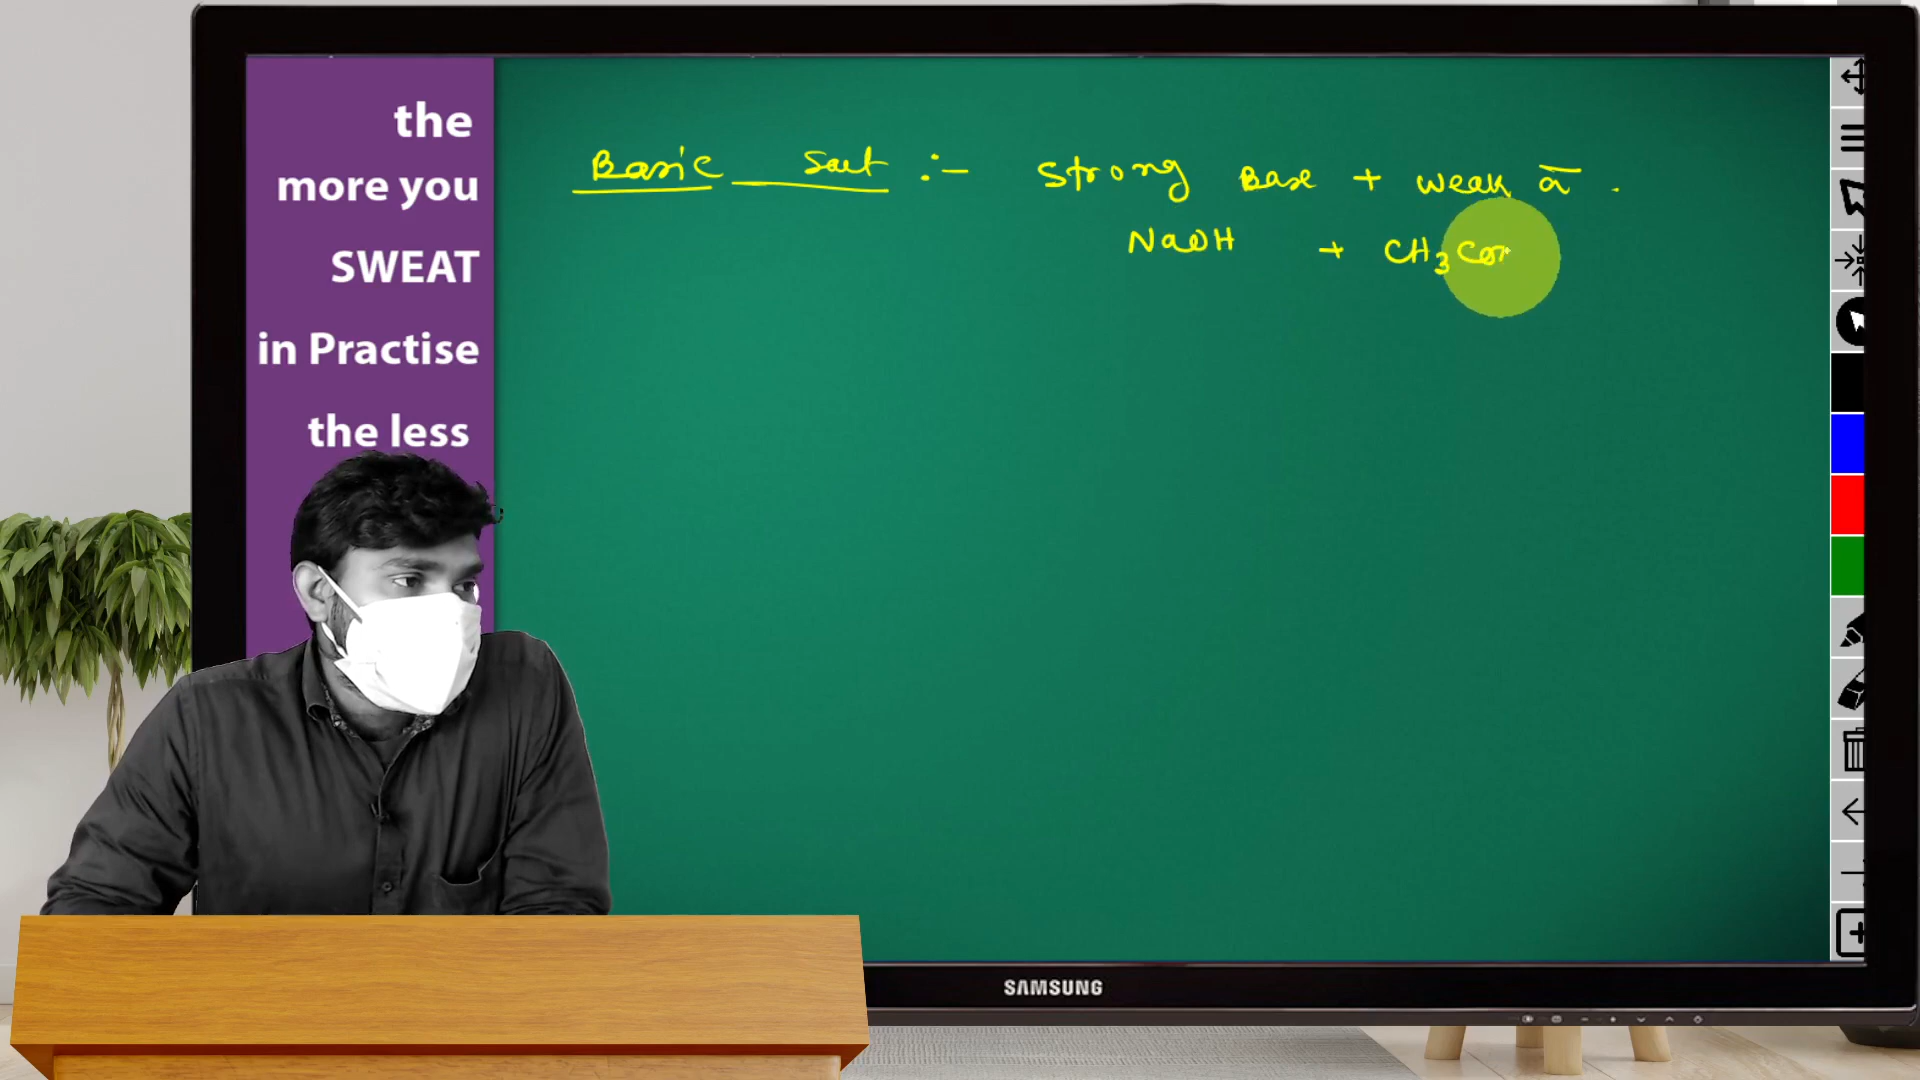 the
more you
SWEAT
in Practise
the less
Basic Salt :- Strong Base + weak ā .
NaOH + CH₃Co
SAMSUNG